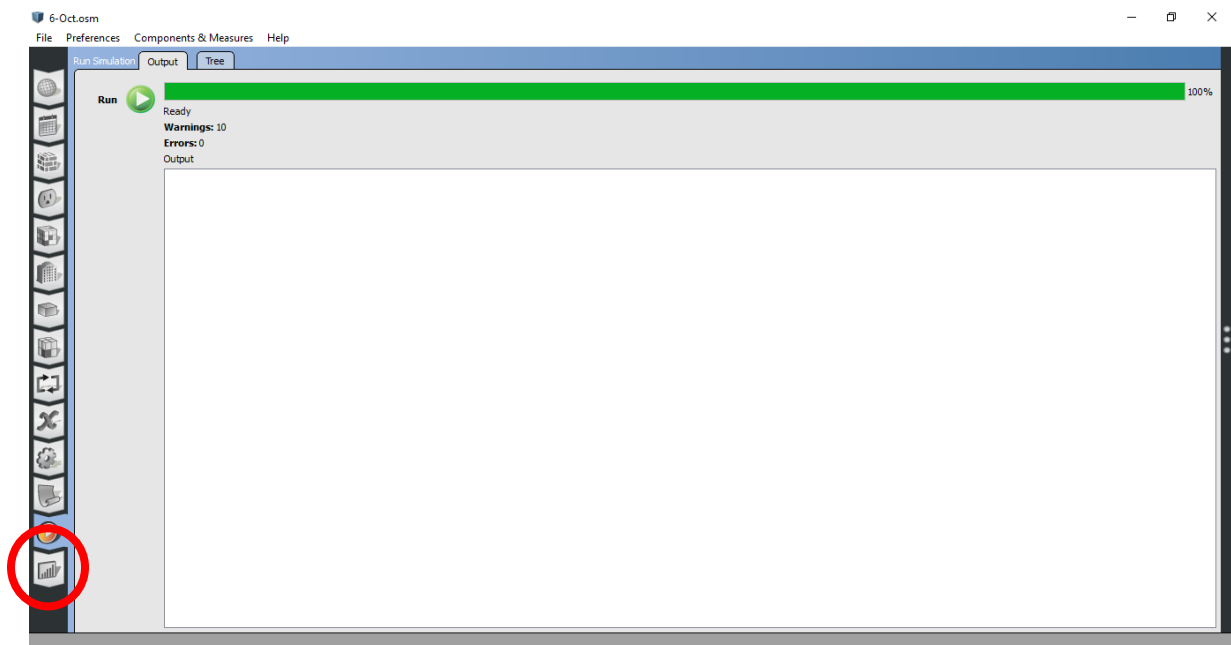 6-Oct.osm
File Preferences Components & Measures Help
Run Simulation Output Tree
Run
100%
Ready
Warnings: 10
Errors: 0
Output